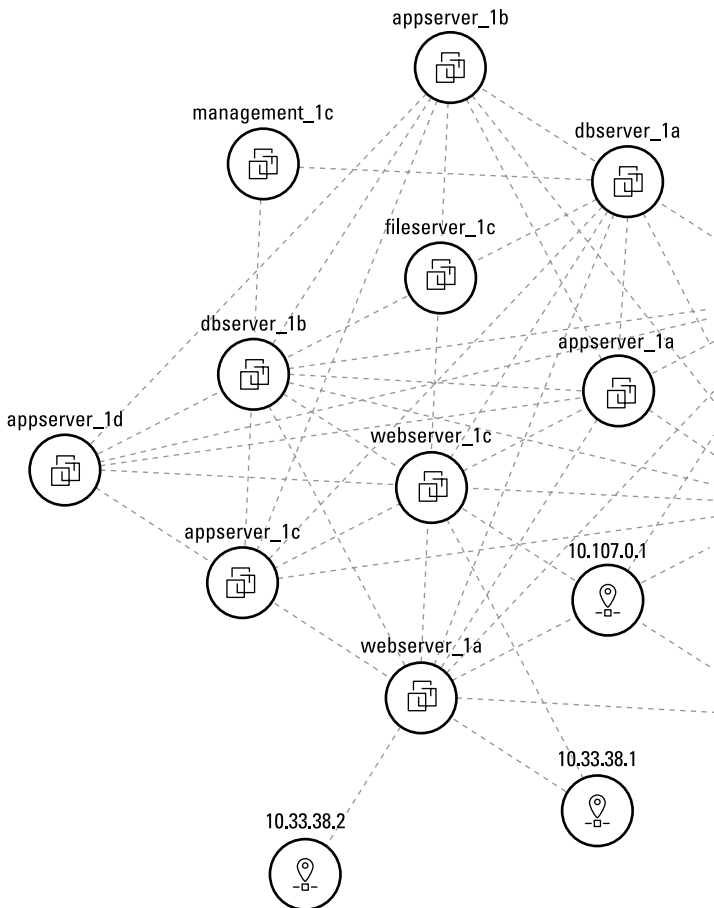 appserver_1b
management_1c
dbserver_1a
fileserver_1c
dbserver_1b
appserver_1a
appserver_1d
webserver_1c
appserver_1c
10.107.0.1
webserver_1a
10.33.38.1
10.33.38.2